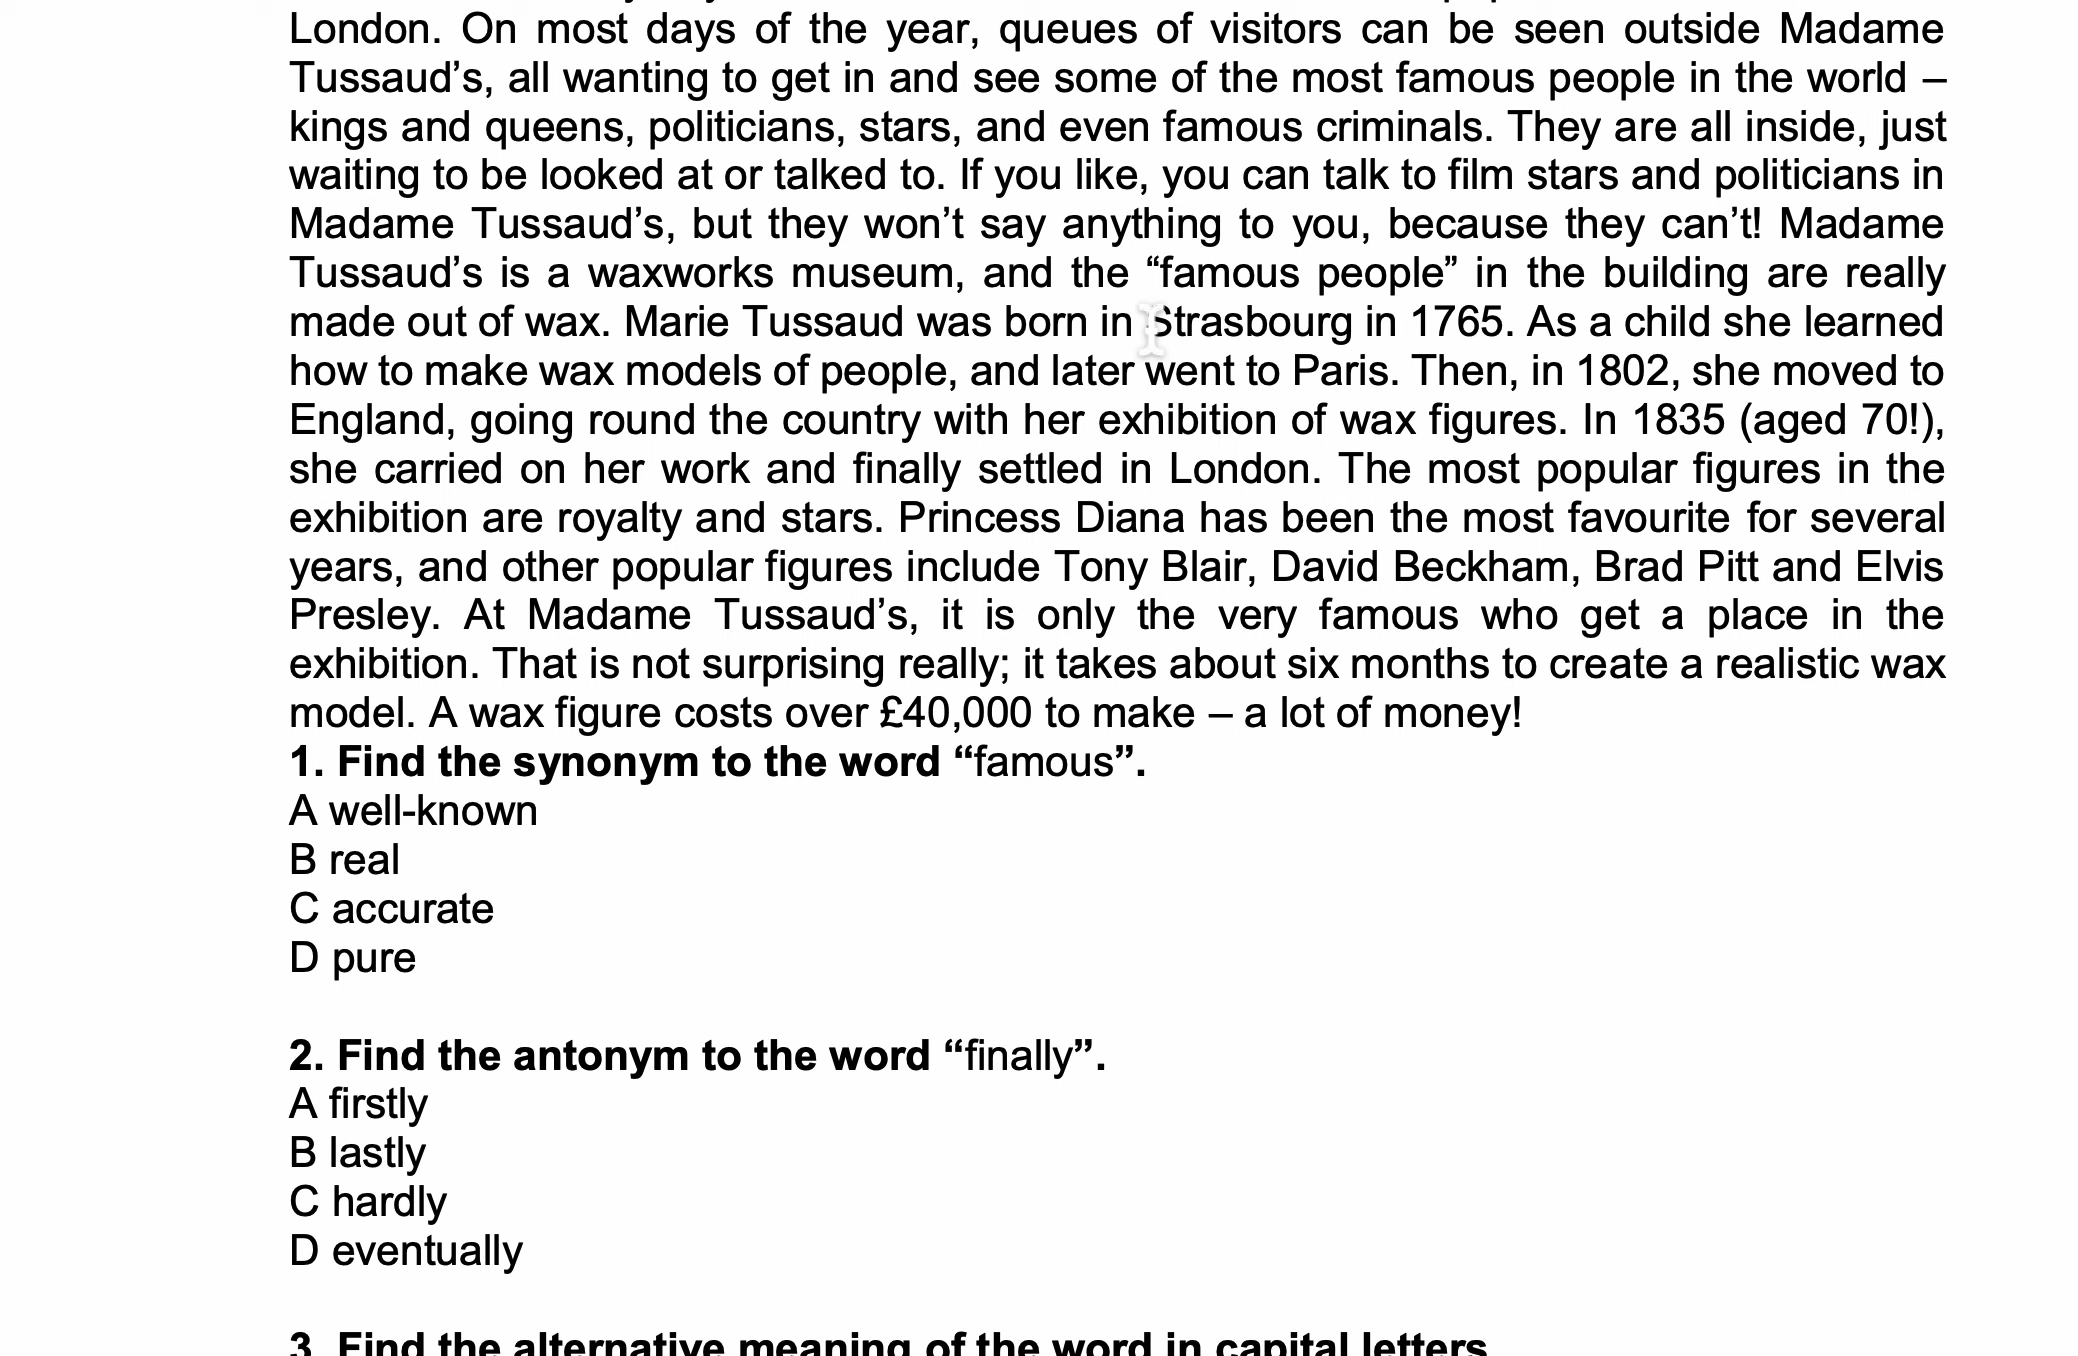 London. On most days of the year, queues of visitors can be seen outside Madame
Tussaud’s, all wanting to get in and see some of the most famous people in the world –
kings and queens, politicians, stars, and even famous criminals. They are all inside, just
waiting to be looked at or talked to. If you like, you can talk to film stars and politicians in
Madame Tussaud’s, but they won’t say anything to you, because they can’t! Madame
Tussaud’s is a waxworks museum, and the “famous people” in the building are really
made out of wax. Marie Tussaud was born in Strasbourg in 1765. As a child she learned
how to make wax models of people, and later went to Paris. Then, in 1802, she moved to
England, going round the country with her exhibition of wax figures. In 1835 (aged 70!),
she carried on her work and finally settled in London. The most popular figures in the
exhibition are royalty and stars. Princess Diana has been the most favourite for several
years, and other popular figures include Tony Blair, David Beckham, Brad Pitt and Elvis
Presley. At Madame Tussaud’s, it is only the very famous who get a place in the
exhibition. That is not surprising really; it takes about six months to create a realistic wax
model. A wax figure costs over £40,000 to make – a lot of money!
1. Find the synonym to the word “famous”.
A well-known
B real
C accurate
D pure
2. Find the antonym to the word “finally”.
A firstly
B lastly
C hardly
D eventually
3. Find the alternative meaning of the word in capital letters